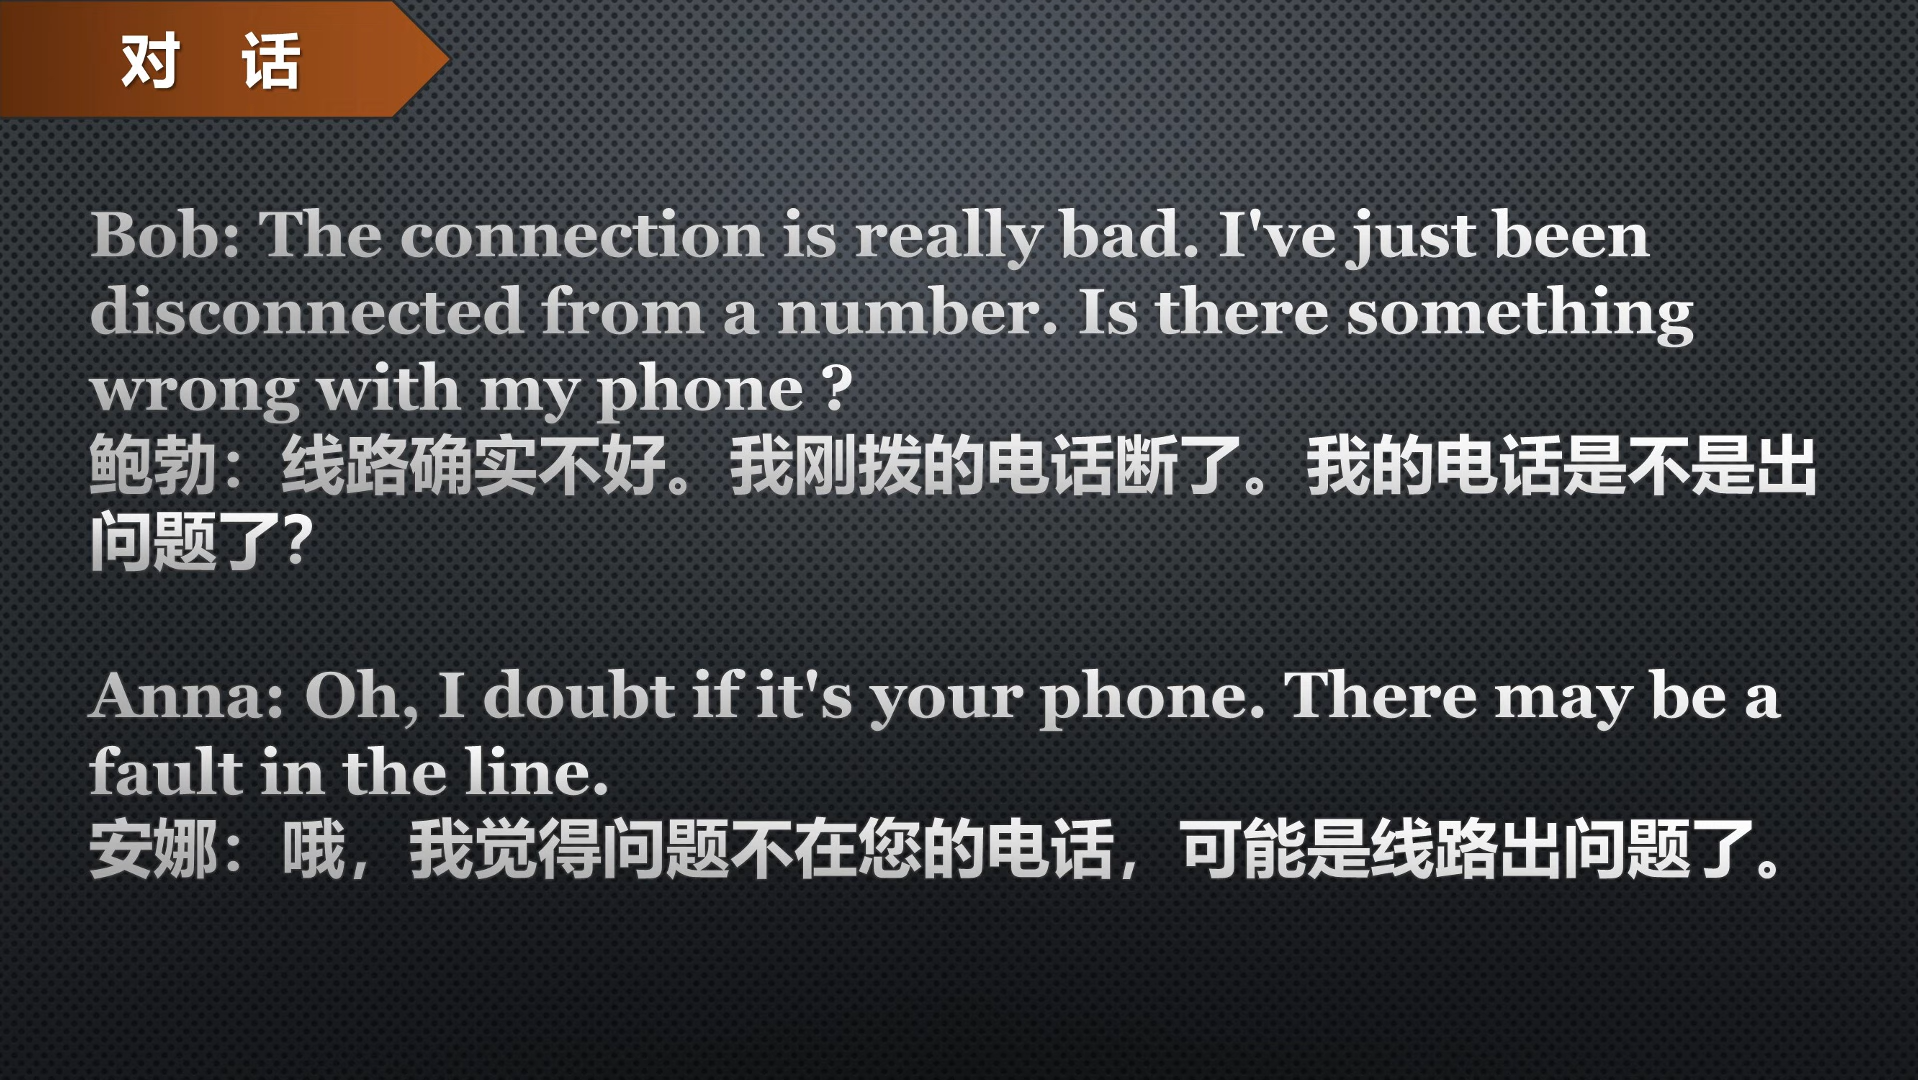 对 话
Bob: The connection is really bad. I've just been
disconnected from a number. Is there something
wrong with my phone ?
鲍勃：线路确实不好。我刚拨的电话断了。我的电话是不是出
问题了？
Anna: Oh, I doubt if it's your phone. There may be a
fault in the line.
安娜：哦，我觉得问题不在您的电话，可能是线路出问题了。